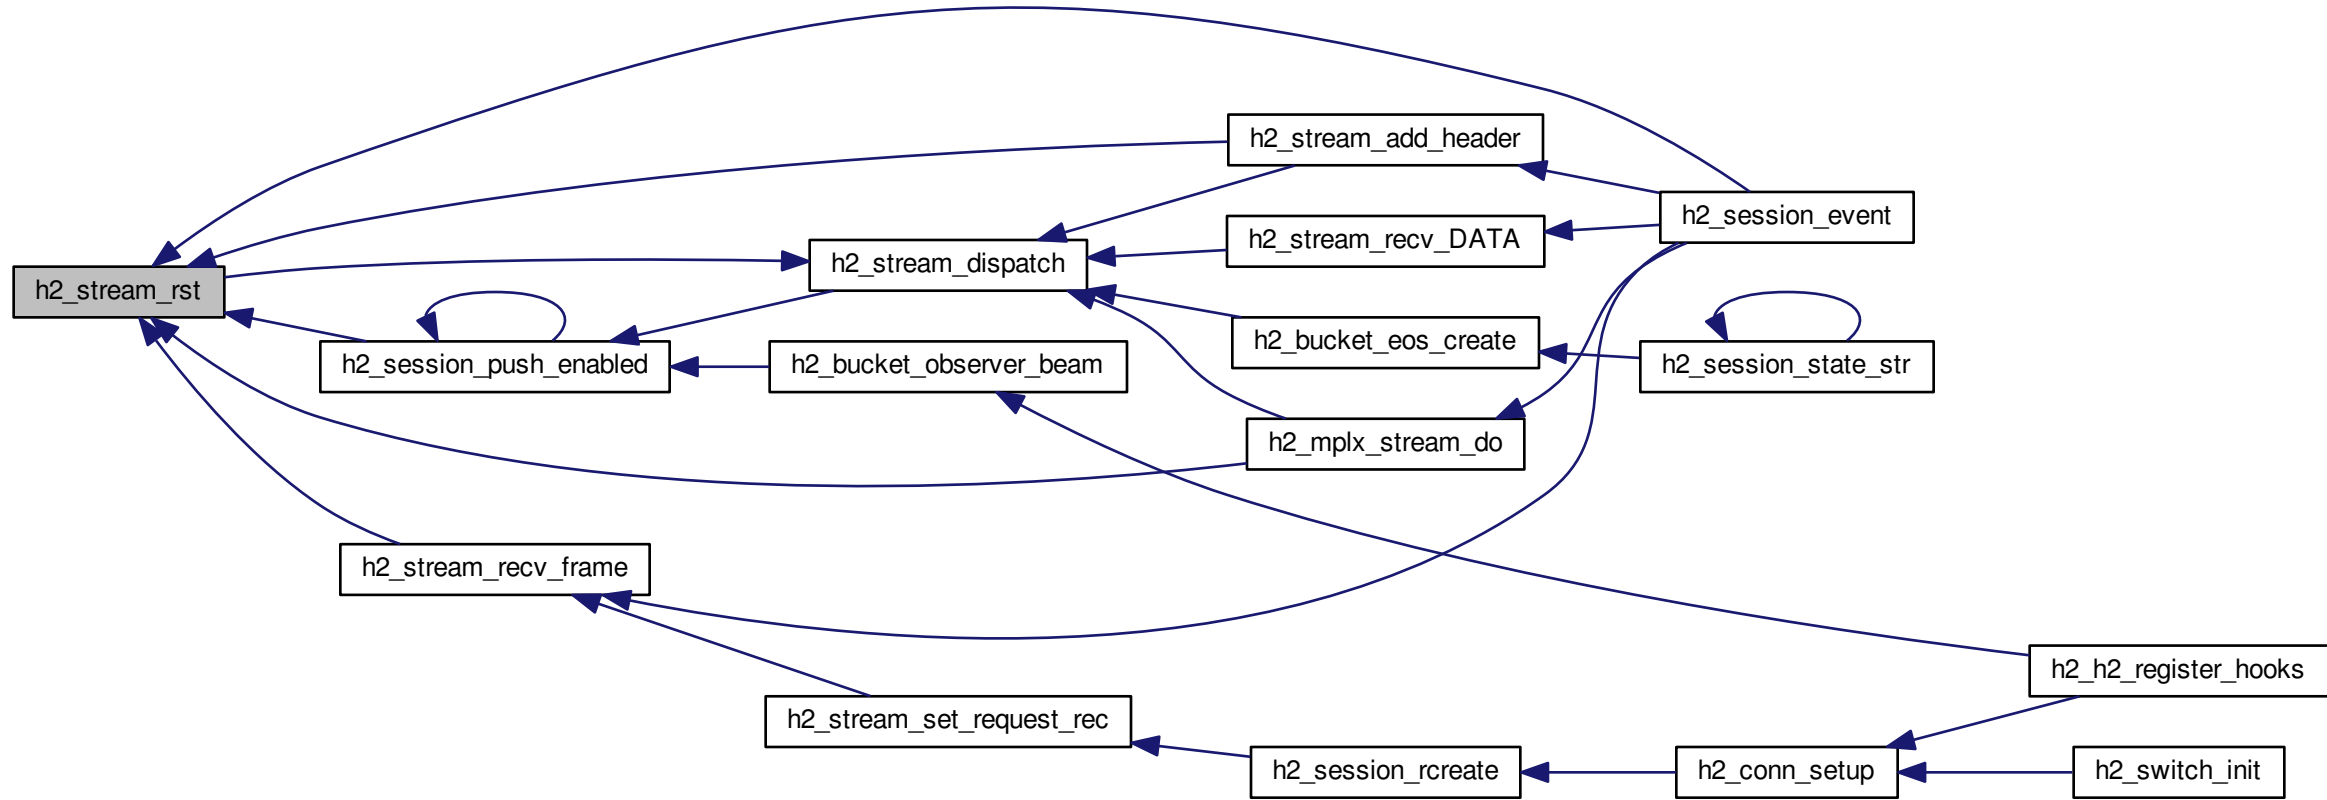 h2_stream_add_header
h2_session_event
h2_stream_recv_DATA
h2_stream_dispatch
h2_stream_rst
h2_bucket_eos_create
h2_session_push_enabled
h2_bucket_observer_beam
h2_session_state_str
h2_mplx_stream_do
h2_stream_recv_frame
h2_h2_register_hooks
h2_stream_set_request_rec
h2_session_rcreate
h2_conn_setup
h2_switch_init